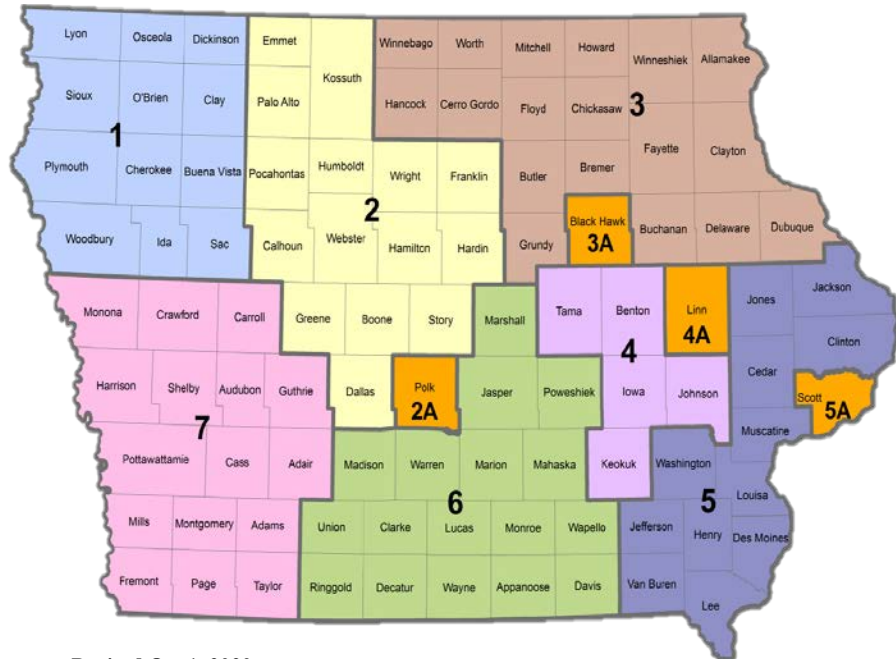 Lyon Osceola Dickinson Emmet Kossuth Winnebago Worth Mitchell Howard Winneshiek Allamakee
Sioux O'Brien Clay Palo Alto Hancock Cerro Gordo Floyd Chickasaw
1 3
Plymouth Cherokee Buena Vista Pocahontas Humboldt Wright Franklin Butler Bremer Fayette Clayton
2
Woodbury Ida Sac Calhoun Webster Hamilton Hardin Grundy Black Hawk Buchanan Delaware Dubuque
3A
Monona Crawford Carroll Greene Boone Story Marshall Tama Benton Linn Jones Jackson
4 4A
Clinton
Harrison Shelby Audubon Guthrie Dallas Polk Jasper Poweshiek Iowa Johnson Cedar Scott
7 2A 5A
Muscatine
Pottawattamie Cass Adair Madison Warren Marion Mahaska Keokuk Washington
6 5
Louisa
Mills Montgomery Adams Union Clarke Lucas Monroe Wapello Jefferson Henry Des Moines
Fremont Page Taylor Ringgold Decatur Wayne Appanoose Davis Van Buren Lee